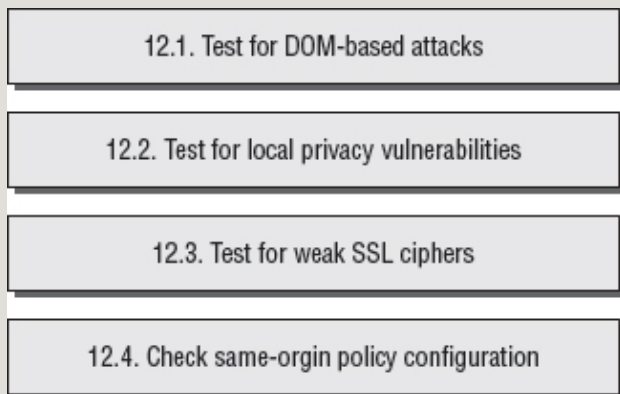 12.1. Test for DOM-based attacks
12.2. Test for local privacy vulnerabilities
12.3. Test for weak SSL ciphers
12.4. Check same-orgin policy configuration